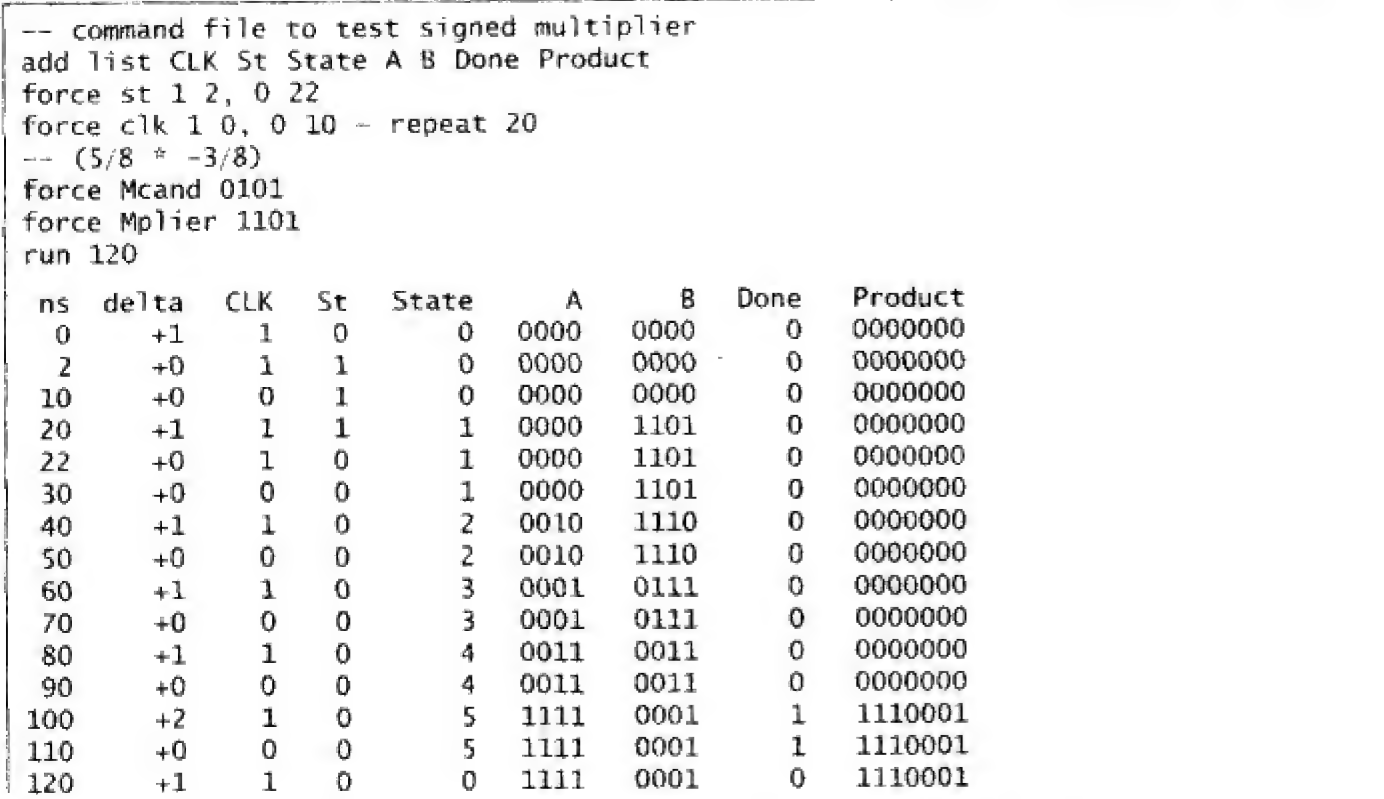 -- command file to test signed multiplier
add list CLK St State A B Done Product
force st 1 2, 0 22
force clk 1 0, 0 10 - repeat 20
-- (5/8 * -3/8)
force Mcand 0101
force Mplier 1101
run 120
ns delta CLK St State A B Done Product
0 +1 1 0 0 0000 0000 0 0000000
2 +0 1 1 0 0000 0000 0 0000000
10 +0 0 1 0 0000 0000 0 0000000
20 +1 1 1 1 0000 1101 0 0000000
22 +0 1 0 1 0000 1101 0 0000000
30 +0 0 0 1 0000 1101 0 0000000
40 +1 1 0 2 0010 1110 0 0000000
50 +0 0 0 2 0010 1110 0 0000000
60 +1 1 0 3 0001 0111 0 0000000
70 +0 0 0 3 0001 0111 0 0000000
80 +1 1 0 4 0011 0011 0 0000000
90 +0 0 0 4 0011 0011 0 0000000
100 +2 1 0 5 1111 0001 1 1110001
110 +0 0 0 5 1111 0001 1 1110001
120 +1 1 0 0 1111 0001 0 1110001